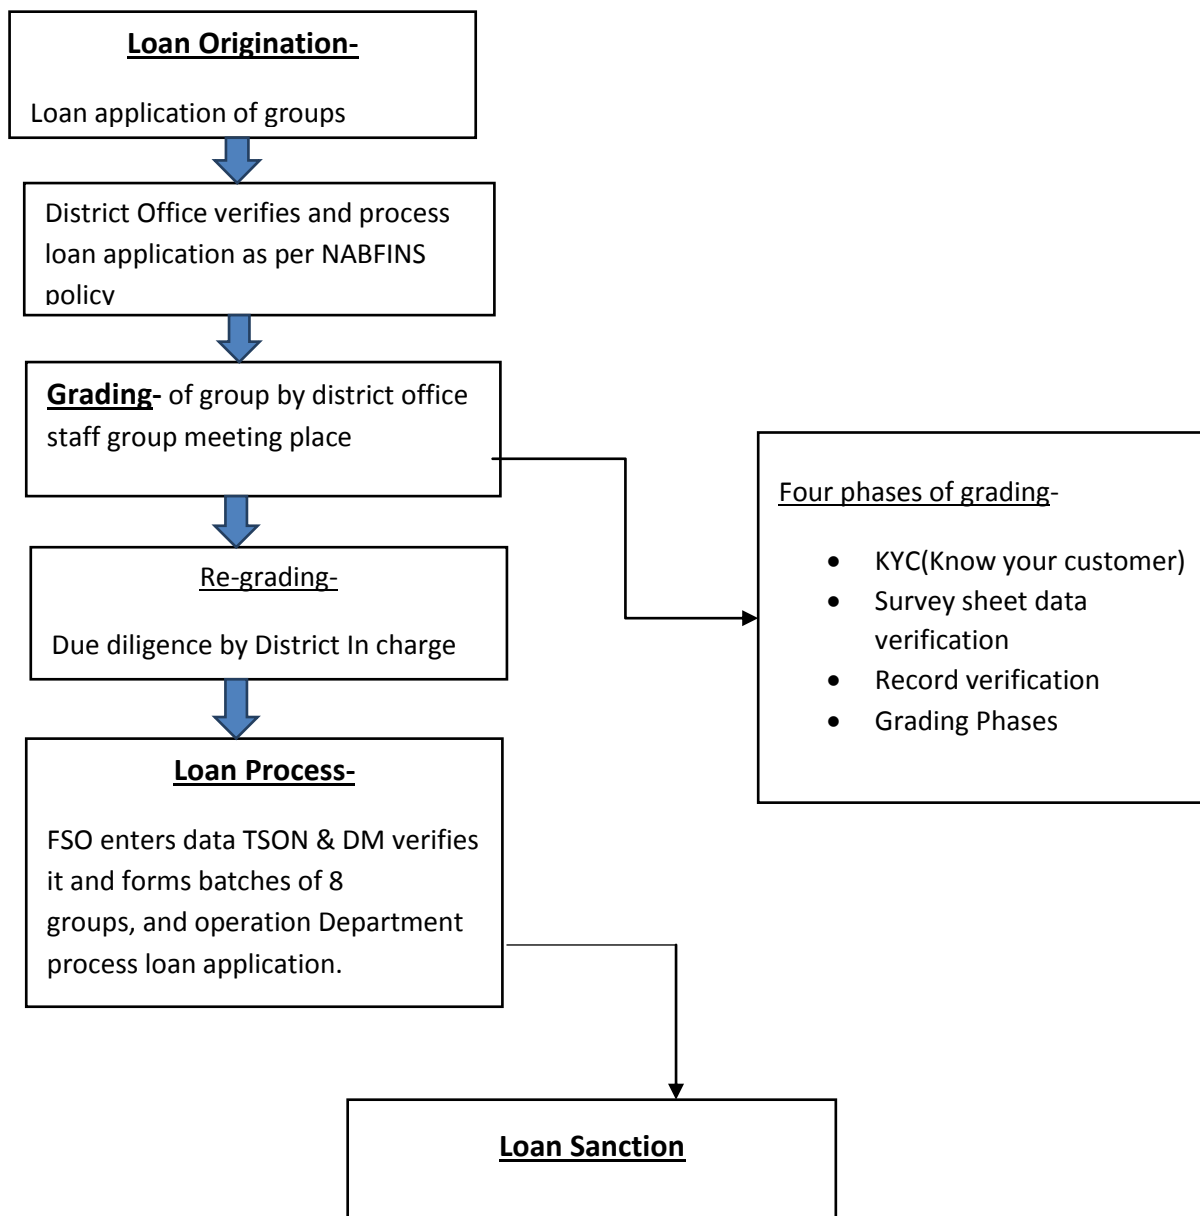 Loan Origination-
Loan application of groups
District Office verifies and process
loan application as per NABFINS
policy
Grading- of group by district office
staff group meeting place
Re-grading-
Due diligence by District In charge
Loan Process-
FSO enters data TSON & DM verifies
it and forms batches of 8
groups, and operation Department
process loan application.
Four phases of grading-
• KYC(Know your customer)
• Survey sheet data
verification
• Record verification
• Grading Phases
Loan Sanction